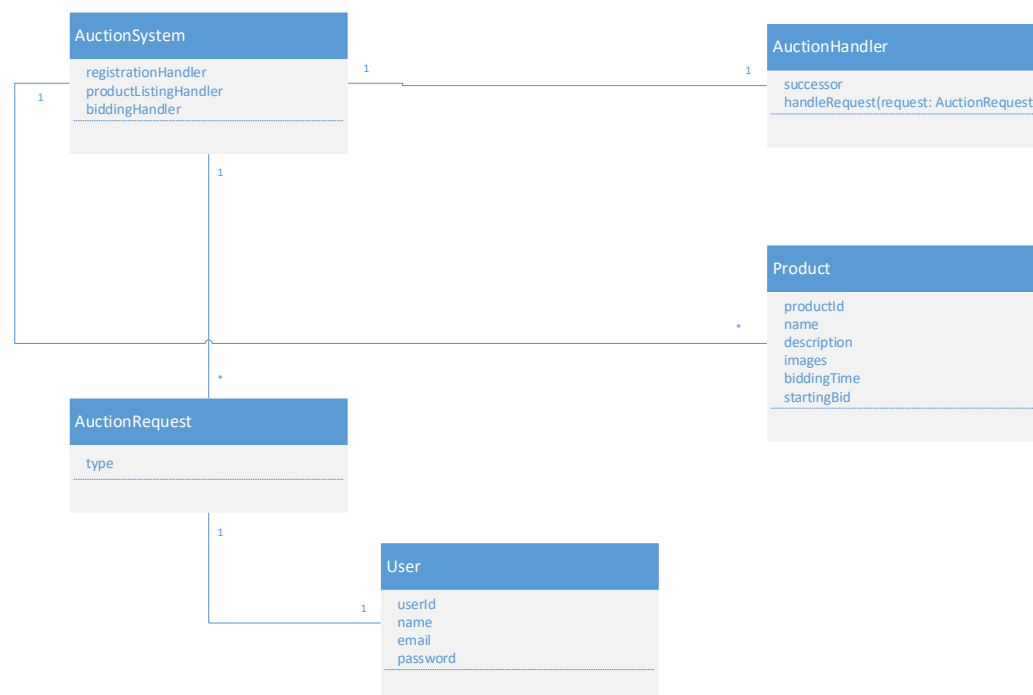 AuctionSystem
registrationHandler
productListingHandler
biddingHandler
1
1
1
1
AuctionHandler
successor
handleRequest(request: AuctionRequest
Product
productId
name
description
images
biddingTime
startingBid
*
*
AuctionRequest
type
1
1
User
userId
name
email
password